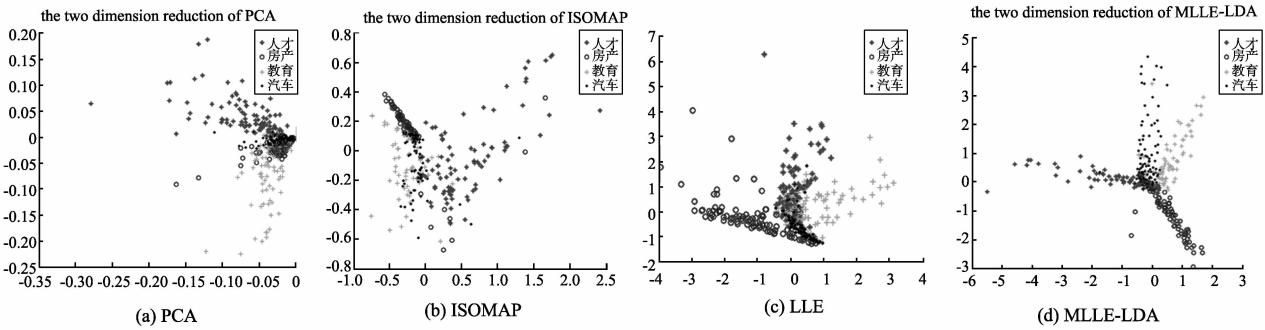 the two dimension reduction of PCA
0.20
0.15
0.10
0.05
0
-0.05
-0.10
-0.15
-0.20
-0.25
-0.35 -0.30 -0.25 -0.20 -0.15 -0.10 -0.05 0
人才
房产
教育
汽车
(a) PCA
the two dimension reduction of ISOMAP
0.8
0.6
0.4
0.2
0
-0.2
-0.4
-0.6
-0.8
-1.0 -0.5 0 0.5 1.0 1.5 2.0 2.5
人才
房产
教育
汽车
(b) ISOMAP
7
6
5
4
3
2
1
0
-1
-2
-4 -3 -2 -1 0 1 2 3 4
人才
房产
教育
汽车
(c) LLE
the two dimension reduction of MLLE-LDA
5
4
3
2
1
0
-1
-2
-3
-6 -5 -4 -3 -2 -1 0 1 2 3
人才
房产
教育
汽车
(d) MLLE-LDA